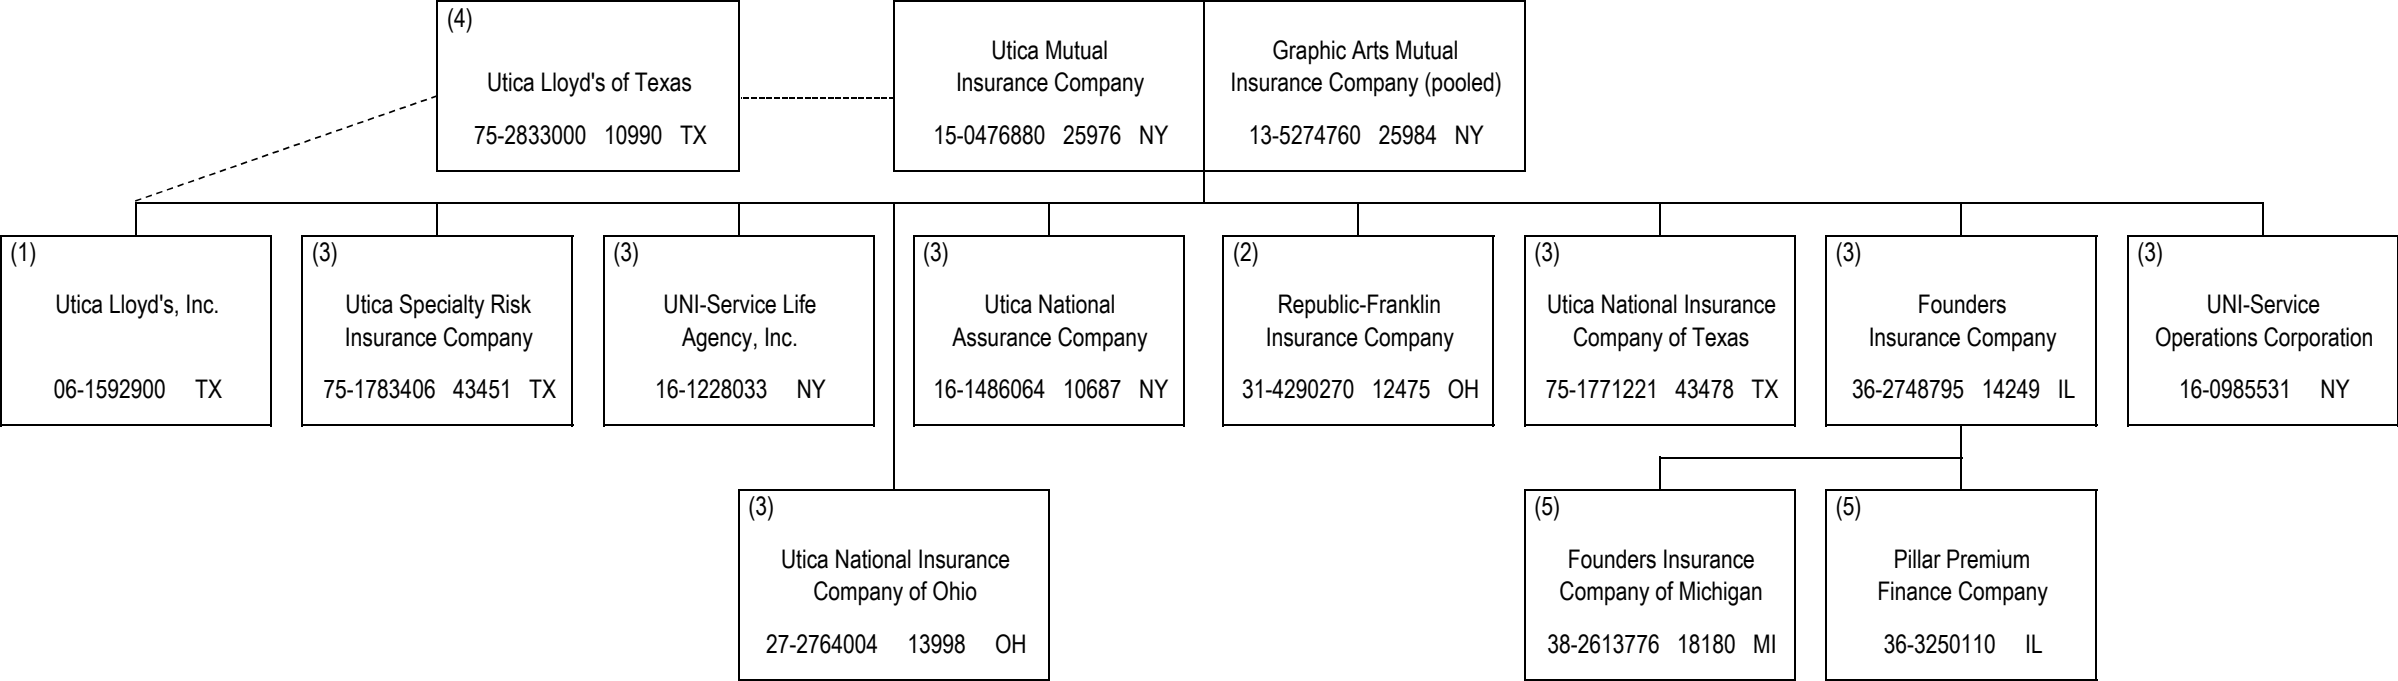 (4)
Utica Lloyd's of Texas
75-2833000 10990 TX
Utica Mutual
Insurance Company
15-0476880 25976 NY
Graphic Arts Mutual
Insurance Company (pooled)
13-5274760 25984 NY
(1)
Utica Lloyd's, Inc.
06-1592900 TX
(3)
Utica Specialty Risk
Insurance Company
75-1783406 43451 TX
(3)
UNI-Service Life
Agency, Inc.
16-1228033 NY
(3)
Utica National
Assurance Company
16-1486064 10687 NY
(2)
Republic-Franklin
Insurance Company
31-4290270 12475 OH
(3)
Utica National Insurance
Company of Texas
75-1771221 43478 TX
(3)
Founders
Insurance Company
36-2748795 14249 IL
(3)
UNI-Service
Operations Corporation
16-0985531 NY
(3)
Utica National Insurance
Company of Ohio
27-2764004 13998 OH
(5)
Founders Insurance
Company of Michigan
38-2613776 18180 MI
(5)
Pillar Premium
Finance Company
36-3250110 IL